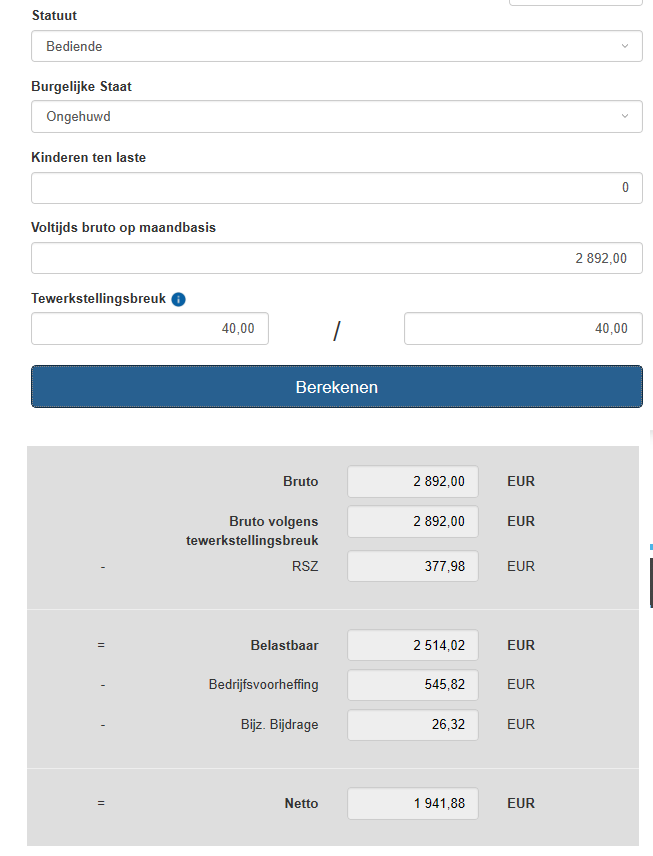 Statuut
Bediende
Burgelijke Staat
Ongehuwd
Kinderen ten laste
0
Voltijds bruto op maandbasis
2 892,00
Tewerkstellingsbreuk i
40,00 / 40,00
Berekenen
Bruto 2 892,00 EUR
Bruto volgens 2 892,00 EUR
tewerkstellingsbreuk
- RSZ 377,98 EUR
= Belastbaar 2 514,02 EUR
- Bedrijfsvoorheffing 545,82 EUR
- Bijz. Bijdrage 26,32 EUR
= Netto 1 941,88 EUR